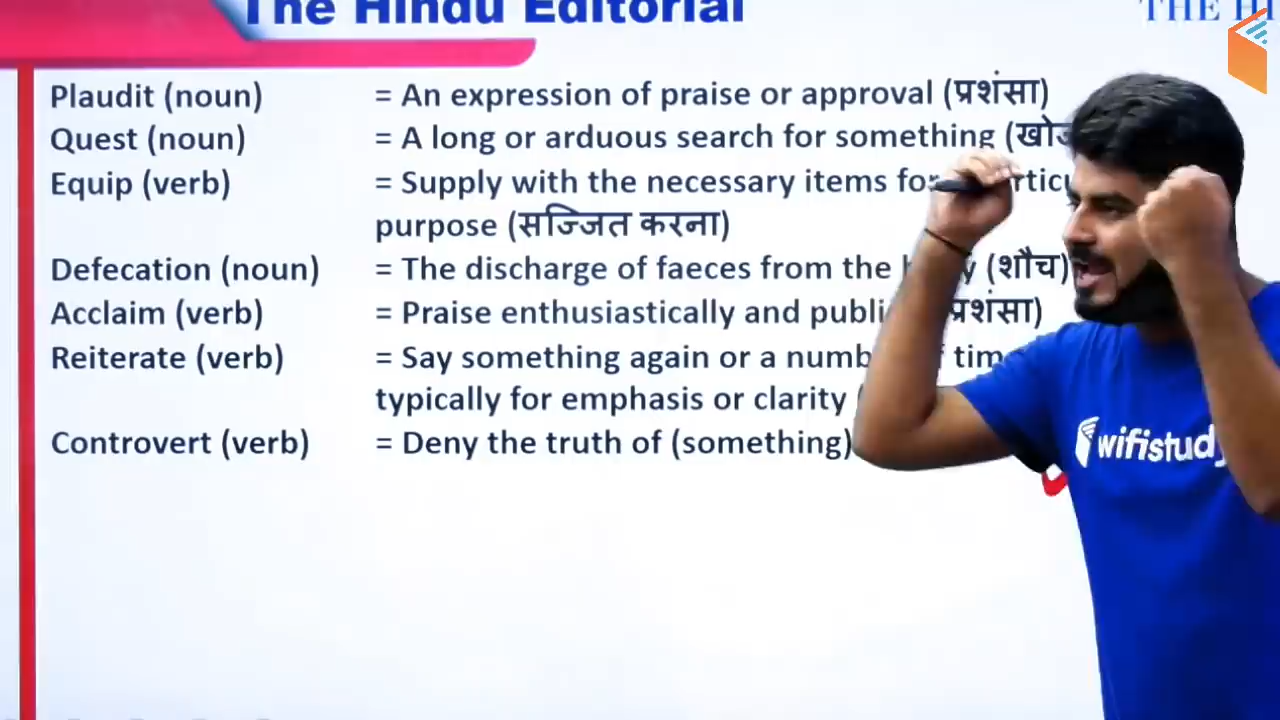 The Hindu Editorial
THE HI
Plaudit (noun) = An expression of praise or approval (प्रशंसा)
Quest (noun) = A long or arduous search for something
Equip (verb) = Supply with the necessary items for
purpose (सज्जित करना)
Defecation (noun) = The discharge of faeces from the (शौच)
Acclaim (verb) = Praise enthusiastically and प्रशंसा)
Reiterate (verb) = Say something again or a
typically for emphasis or clarity
Controvert (verb) = Deny the truth of (something)
wifistudy